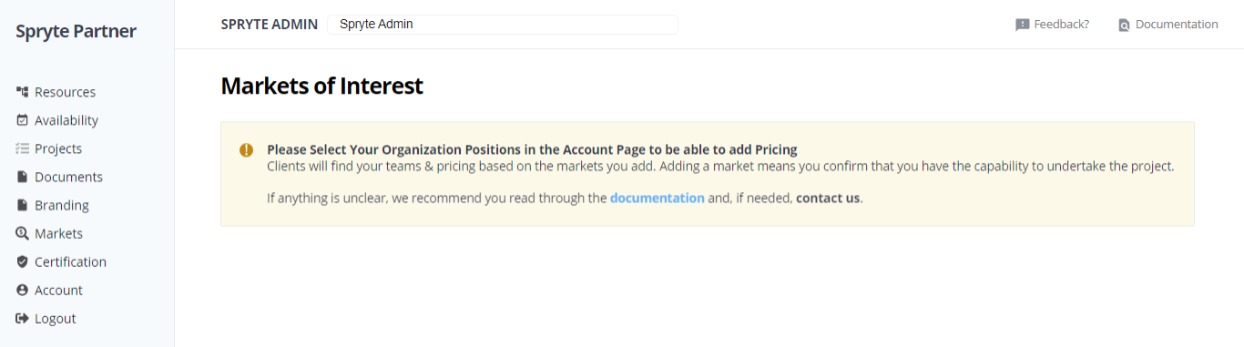 Spryte Partner
Resources
Availability
Projects
Documents
Branding
Markets
Certification
Account
Logout
SPRYTE ADMIN Spryte Admin
Feedback? Documentation
Markets of Interest
Please Select Your Organization Positions in the Account Page to be able to add Pricing
Clients will find your teams & pricing based on the markets you add. Adding a market means you confirm that you have the capability to undertake the project.
If anything is unclear, we recommend you read through the documentation and, if needed, contact us.